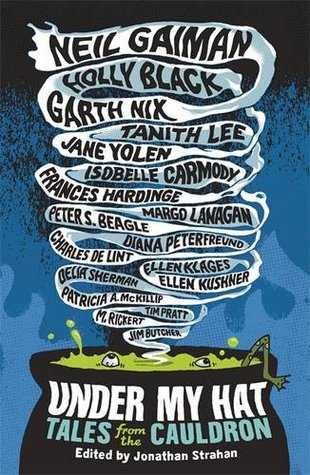 NEIL GAIMAN
HOLLY BLACK
GARTH NIX
TANITH LEE
JANE YOLEN
ISOBELLE CARMODY
FRANCES HARDINGE
MARGO LANAGAN
PETER S. BEAGLE
DIANA PETERFREUND
CHARLES DE LINT
ELLEN KLAGES
DELIA SHERMAN
ELLEN KUSHNER
PATRICIA A. MCKILLIP
TIM PRATT
M. RICKERT
JIM BUTCHER
UNDER MY HAT
TALES from the CAULDRON
Edited by Jonathan Strahan